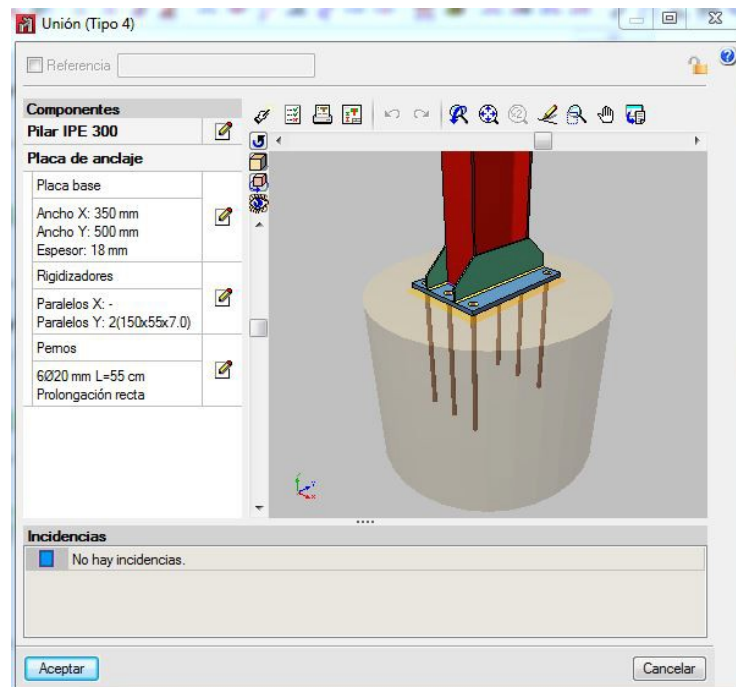 Unión (Tipo 4)
Referencia
Componentes
Pilar IPE 300
Placa de anclaje
Placa base
Ancho X: 350 mm
Ancho Y: 500 mm
Espesor: 18 mm
Rigidizadores
Paralelos X: -
Paralelos Y: 2(150x55x7.0)
Pernos
6Ø20 mm L=55 cm
Prolongación recta
Incidencias
No hay incidencias.
Aceptar
Cancelar